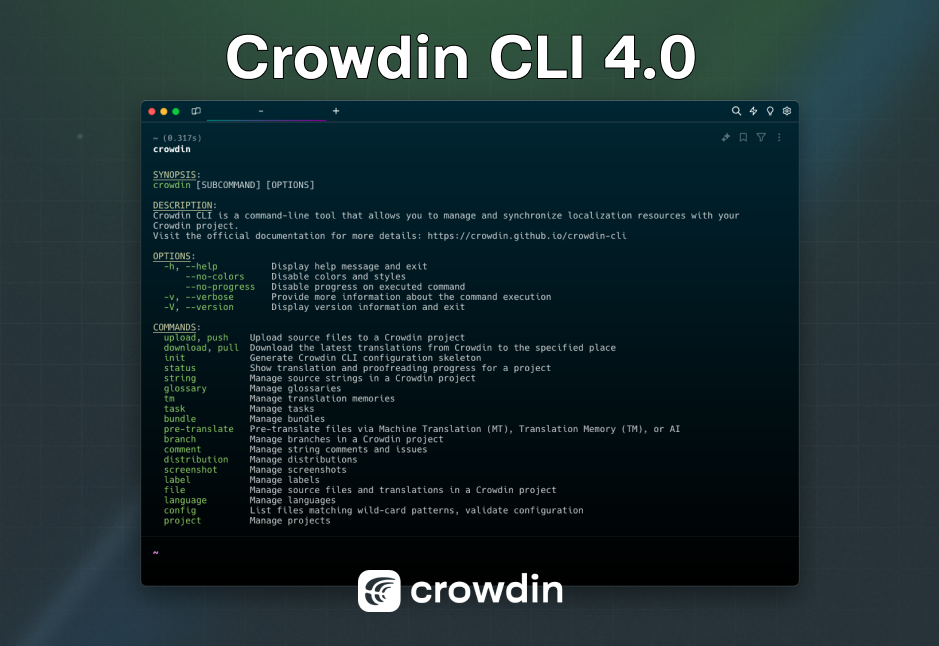 Crowdin CLI 4.0
~
+
~ (0.317s)
crowdin
SYNOPSIS:
crowdin [SUBCOMMAND] [OPTIONS]
DESCRIPTION:
Crowdin CLI is a command-line tool that allows you to manage and synchronize localization resources with your
Crowdin project.
Visit the official documentation for more details: https://crowdin.github.io/crowdin-cli
OPTIONS:
-h, --help Display help message and exit
--no-colors Disable colors and styles
--no-progress Disable progress on executed command
-v, --verbose Provide more information about the command execution
-V, --version Display version information and exit
COMMANDS:
upload, push Upload source files to a Crowdin project
download, pull Download the latest translations from Crowdin to the specified place
init Generate Crowdin CLI configuration skeleton
status Show translation and proofreading progress for a project
string Manage source strings in a Crowdin project
glossary Manage glossaries
tm Manage translation memories
task Manage tasks
bundle Manage bundles
pre-translate Pre-translate files via Machine Translation (MT), Translation Memory (TM), or AI
branch Manage branches in a Crowdin project
comment Manage string comments and issues
distribution Manage distributions
screenshot Manage screenshots
label Manage labels
file Manage source files and translations in a Crowdin project
language Manage languages
config List files matching wild-card patterns, validate configuration
project Manage projects
~
crowdin